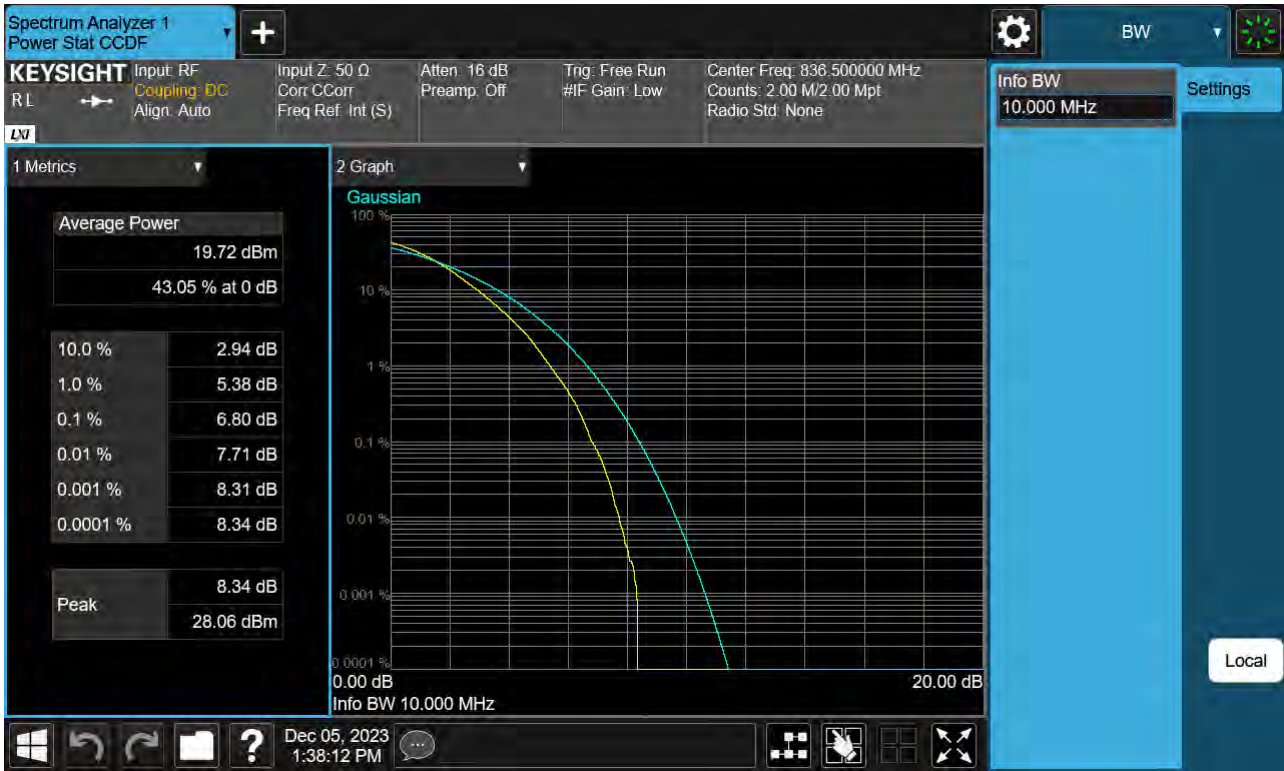 Spectrum Analyzer 1
Power Stat CCDF
+
BW
KEYSIGHT
R L
LXI
Input: RF
Coupling: DC
Align: Auto
Input Z: 50 Ω
Corr CCorr
Freq Ref: Int (S)
Atten: 16 dB
Preamp: Off
Trig: Free Run
#IF Gain: Low
Center Freq: 836.500000 MHz
Counts: 2.00 M/2.00 Mpt
Radio Std: None
Info BW
10.000 MHz
Settings
1 Metrics
Average Power
19.72 dBm
43.05 % at 0 dB
10.0 % 2.94 dB
1.0 % 5.38 dB
0.1 % 6.80 dB
0.01 % 7.71 dB
0.001 % 8.31 dB
0.0001 % 8.34 dB
Peak
8.34 dB
28.06 dBm
2 Graph
Gaussian
100 %
10 %
1 %
0.1 %
0.01 %
0.001 %
0.0001 %
0.00 dB 20.00 dB
Info BW 10.000 MHz
Local
?
Dec 05, 2023
1:38:12 PM